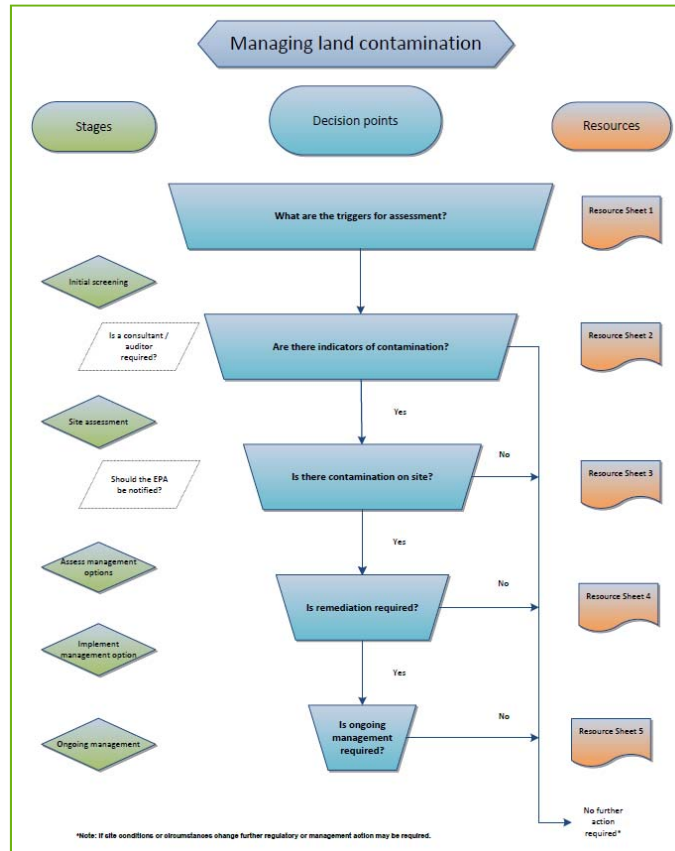 Managing land contamination
Stages
Decision points
Resources
What are the triggers for assessment?
Resource Sheet 1
Initial screening
Is a consultant /
auditor
required?
Are there indicators of contamination?
Resource Sheet 2
Yes
Site assessment
Should the EPA
be notified?
Is there contamination on site?
No
Resource Sheet 3
Yes
Assess management
options
Is remediation required?
No
Resource Sheet 4
Implement
management option
Yes
Ongoing management
Is ongoing
management
required?
No
Resource Sheet 5
No further
action
required*
*Note: if site conditions or circumstances change further regulatory or management action may be required.